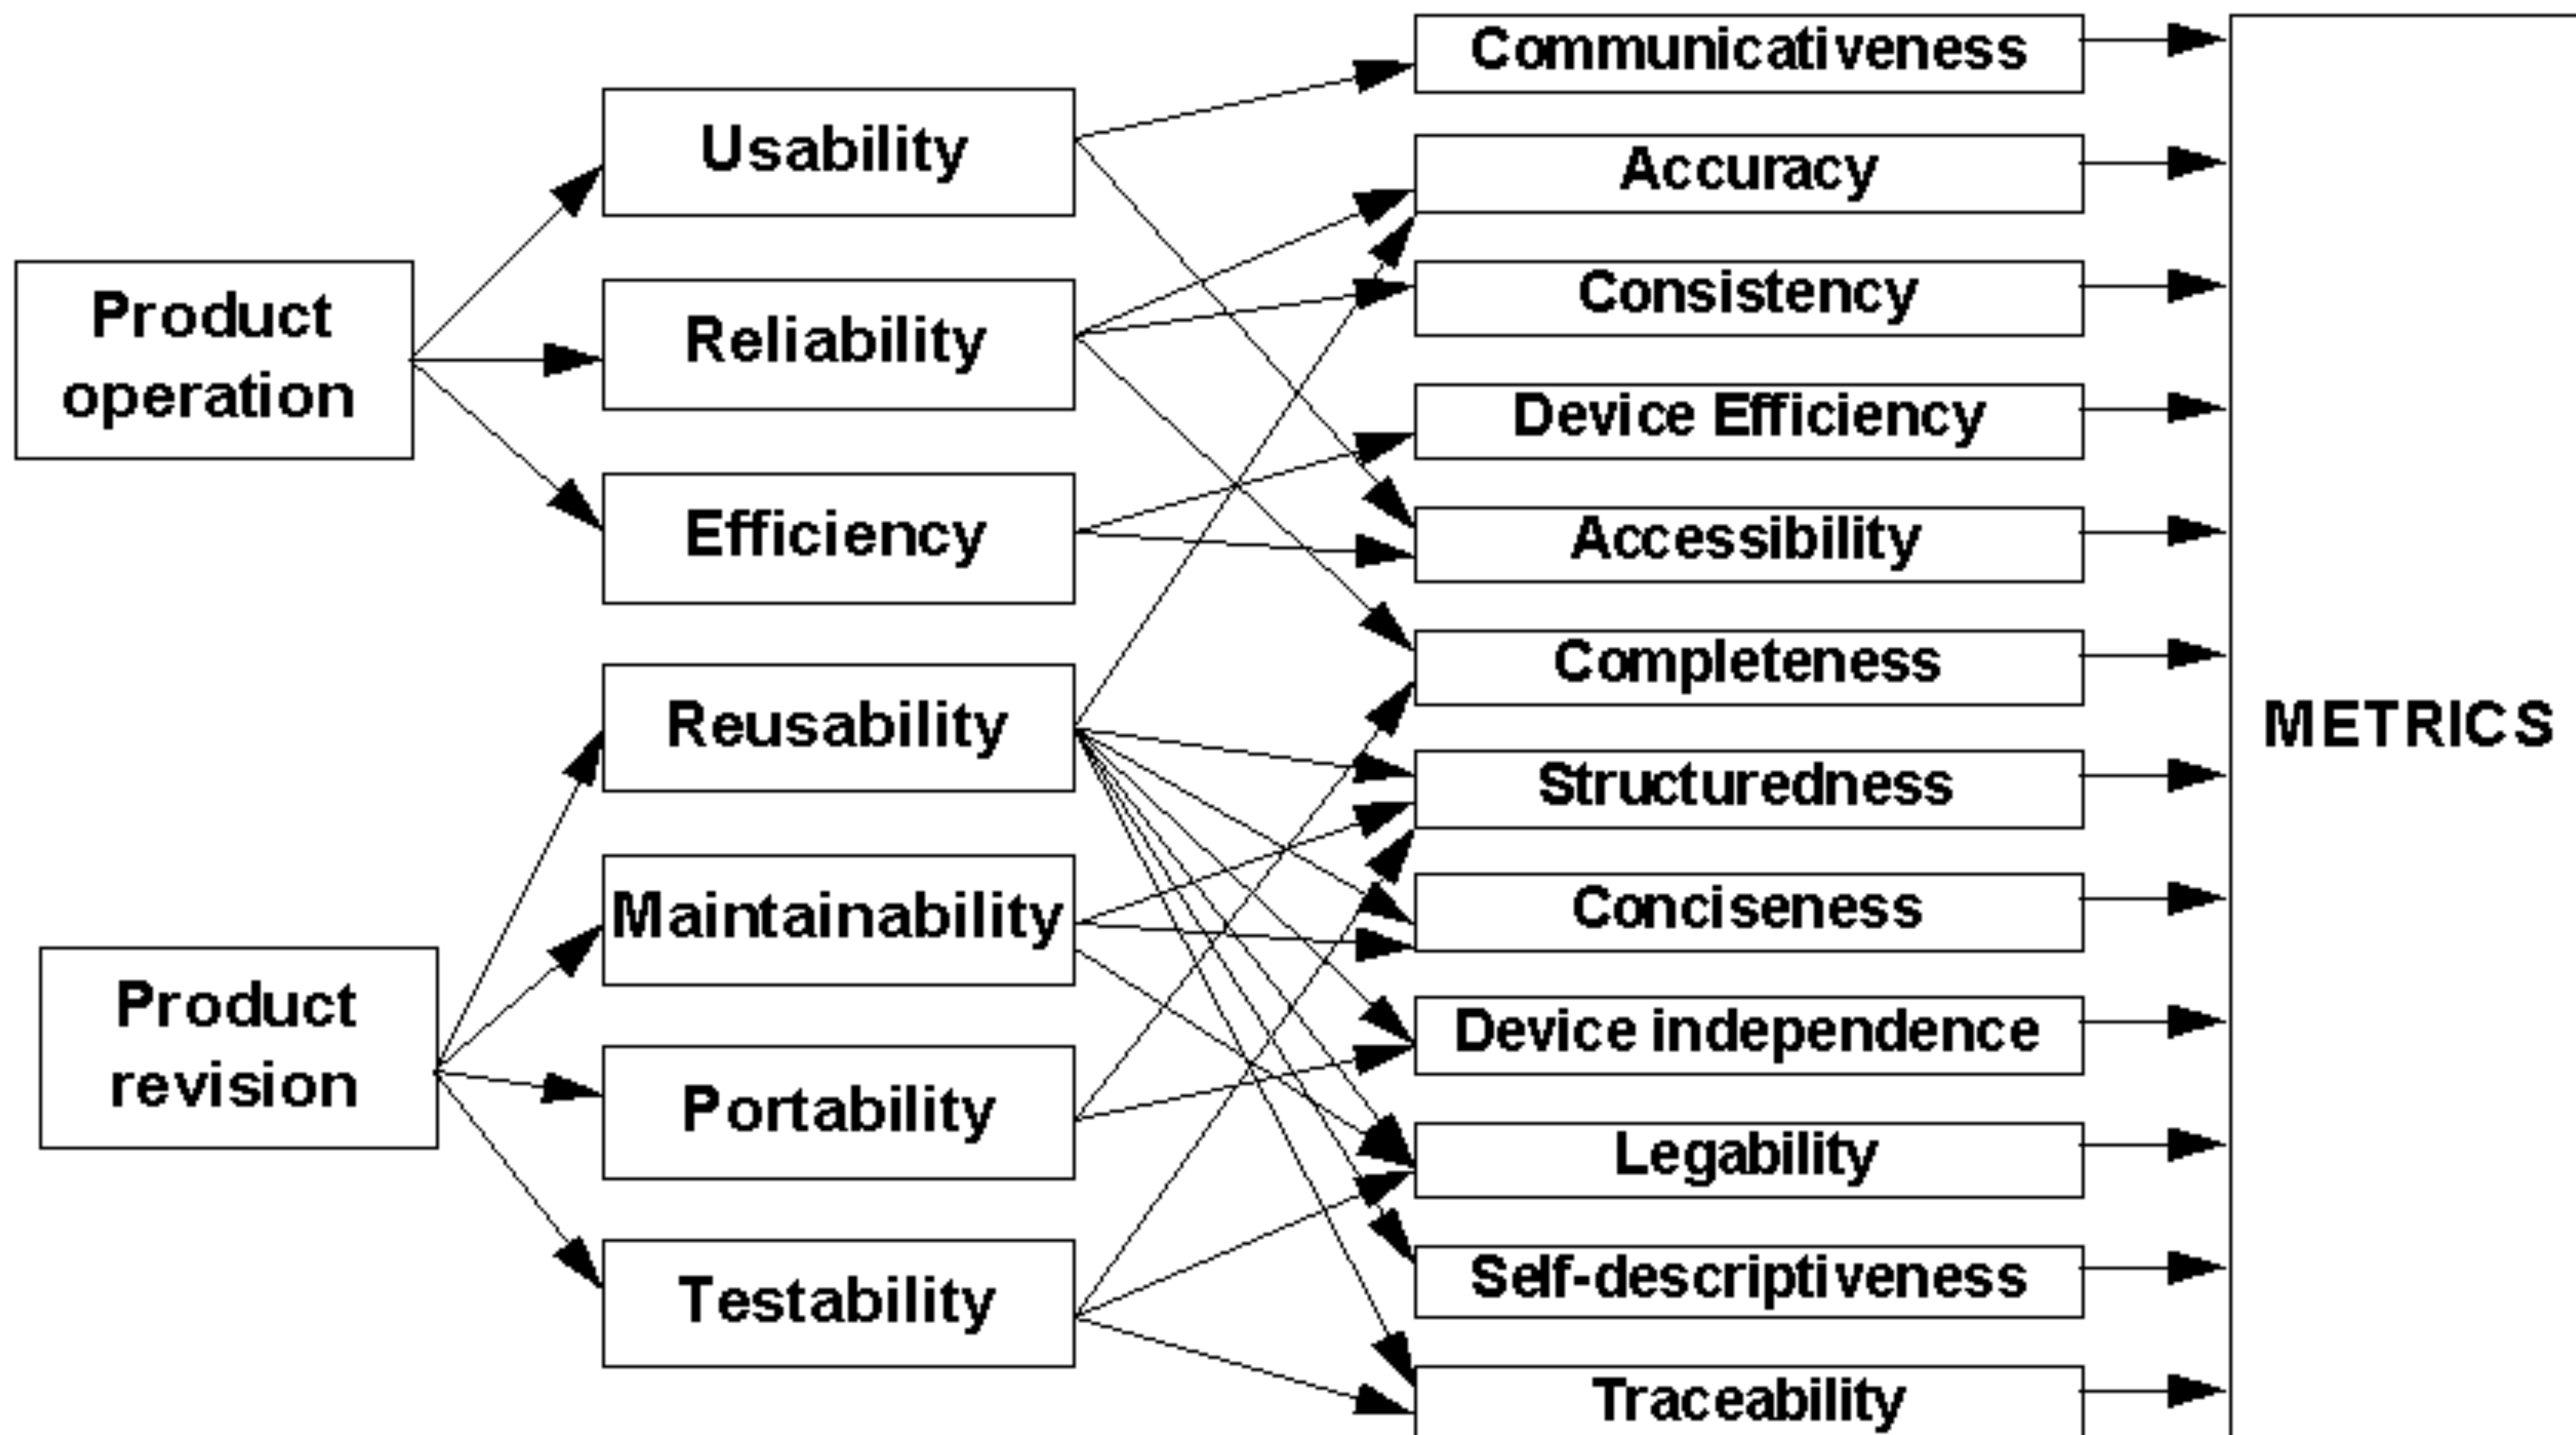 Product
operation
Product
revision
Usability
Reliability
Efficiency
Reusability
Maintainability
Portability
Testability
Communicativeness
Accuracy
Consistency
Device Efficiency
Accessibility
Completeness
Structuredness
Conciseness
Device independence
Legability
Self-descriptiveness
Traceability
METRICS